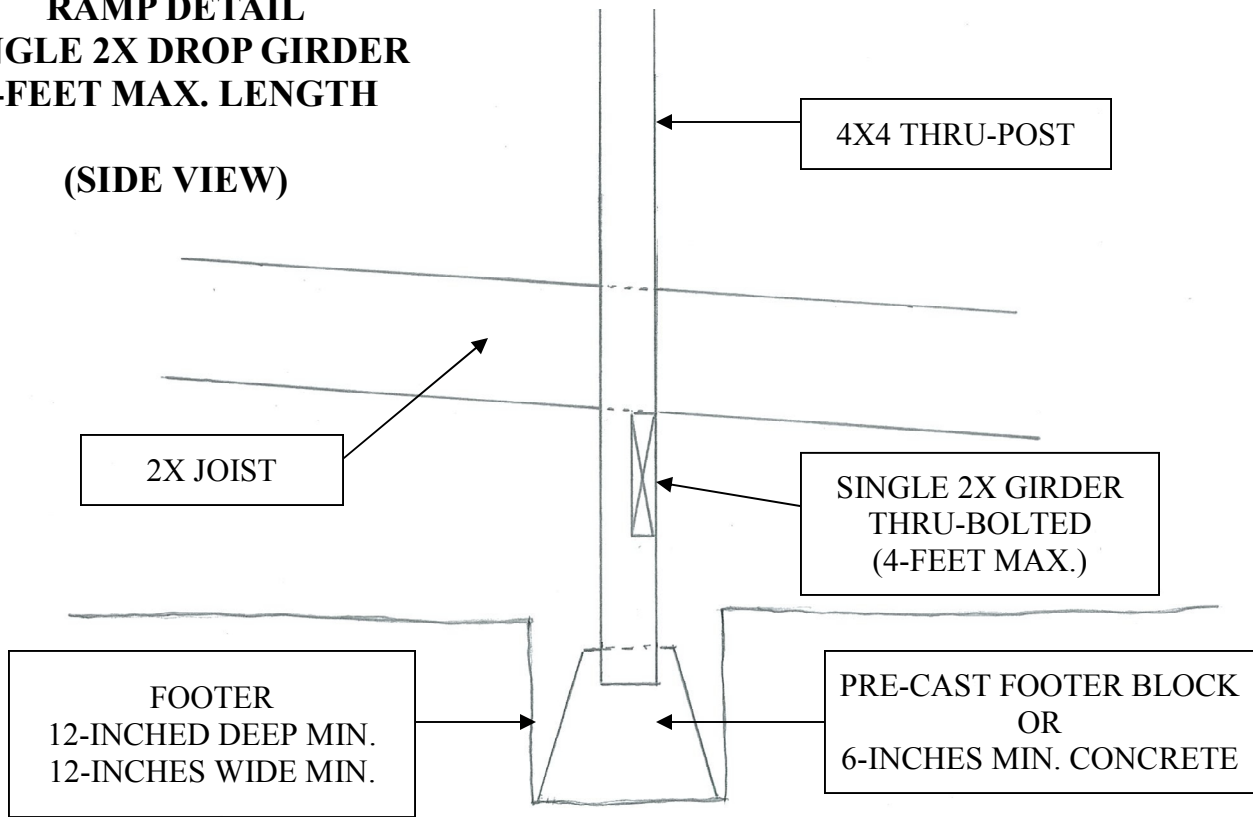 RAMP DETAIL
NGLE 2X DROP GIRDER
-FEET MAX. LENGTH
(SIDE VIEW)
4X4 THRU-POST
2X JOIST
SINGLE 2X GIRDER
THRU-BOLTED
(4-FEET MAX.)
FOOTER
12-INCHED DEEP MIN.
12-INCHES WIDE MIN.
PRE-CAST FOOTER BLOCK
OR
6-INCHES MIN. CONCRETE